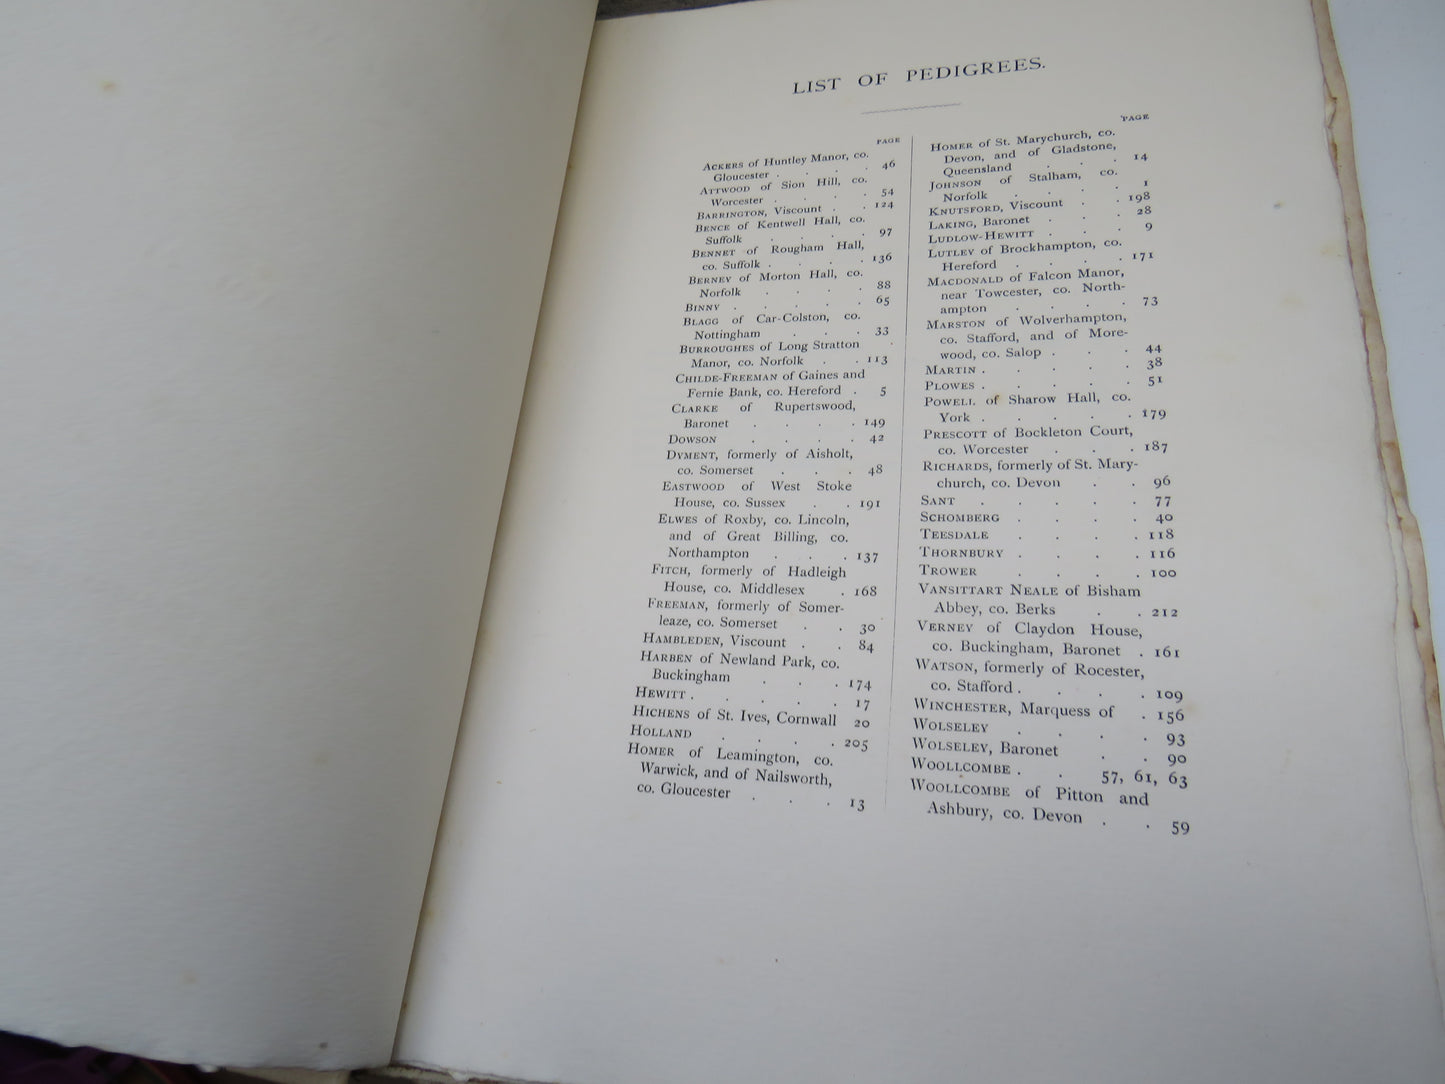 LIST OF PEDIGREES.
PAGE
ACKERS of Huntley Manor, co.
Gloucester . . . . 46
ATTWOOD of Sion Hill, co.
Worcester . . . . 54
BARRINGTON, Viscount . . 124
BENCE of Kentwell Hall, co.
Suffolk . . . . 97
BENNET of Rougham Hall,
co. Suffolk . . . . 136
BERNEY of Morton Hall, co.
Norfolk . . . . 88
BINNY . . . . . 65
BLAGG of Car-Colston, co.
Nottingham . . . 33
BURROUGHES of Long Stratton
Manor, co. Norfolk . . 113
CHILDE-FREEMAN of Gaines and
Fernie Bank, co. Hereford . 5
CLARKE of Rupertswood,
Baronet . . . . 149
DOWSON . . . . 42
DYMENT, formerly of Aisholt,
co. Somerset . . . 48
EASTWOOD of West Stoke
House, co. Sussex . . 191
ELWES of Roxby, co. Lincoln,
and of Great Billing, co.
Northampton . . . 137
FITCH, formerly of Hadleigh
House, co. Middlesex . 168
FREEMAN, formerly of Somer-
leaze, co. Somerset . . 30
HAMBLEDEN, Viscount . . 84
HARBEN of Newland Park, co.
Buckingham . . . 174
HEWITT . . . . . 17
HICHENS of St. Ives, Cornwall 20
HOLLAND . . . . 205
HOMER of Leamington, co.
Warwick, and of Nailsworth,
co. Gloucester . . . 13
PAGE
HOMER of St. Marychurch, co.
Devon, and of Gladstone,
Queensland . . . 14
JOHNSON of Stalham, co.
Norfolk . . . . 1
KNUTSFORD, Viscount . . 198
LAKING, Baronet . . . 28
LUDLOW-HEWITT . . . 9
LUTLEY of Brockhampton, co.
Hereford . . . . 171
MACDONALD of Falcon Manor,
near Towcester, co. North-
ampton . . . . 73
MARSTON of Wolverhampton,
co. Stafford, and of More-
wood, co. Salop . . . 44
MARTIN . . . . . 38
PLOWES . . . . . 51
POWELL of Sharow Hall, co.
York . . . . . 179
PRESCOTT of Bockleton Court,
co. Worcester . . . 187
RICHARDS, formerly of St. Mary-
church, co. Devon . . 96
SANT . . . . . 77
SCHOMBERG . . . . 40
TEESDALE . . . . 118
THORNBURY . . . . 116
TROWER . . . . 100
VANSITTART NEALE of Bisham
Abbey, co. Berks . . 212
VERNEY of Claydon House,
co. Buckingham, Baronet . 161
WATSON, formerly of Rocester,
co. Stafford . . . . 109
WINCHESTER, Marquess of . 156
WOLSELEY . . . . 93
WOLSELEY, Baronet . . 90
WOOLLCOMBE . . 57, 61, 63
WOOLLCOMBE of Pitton and
Ashbury, co. Devon . . 59